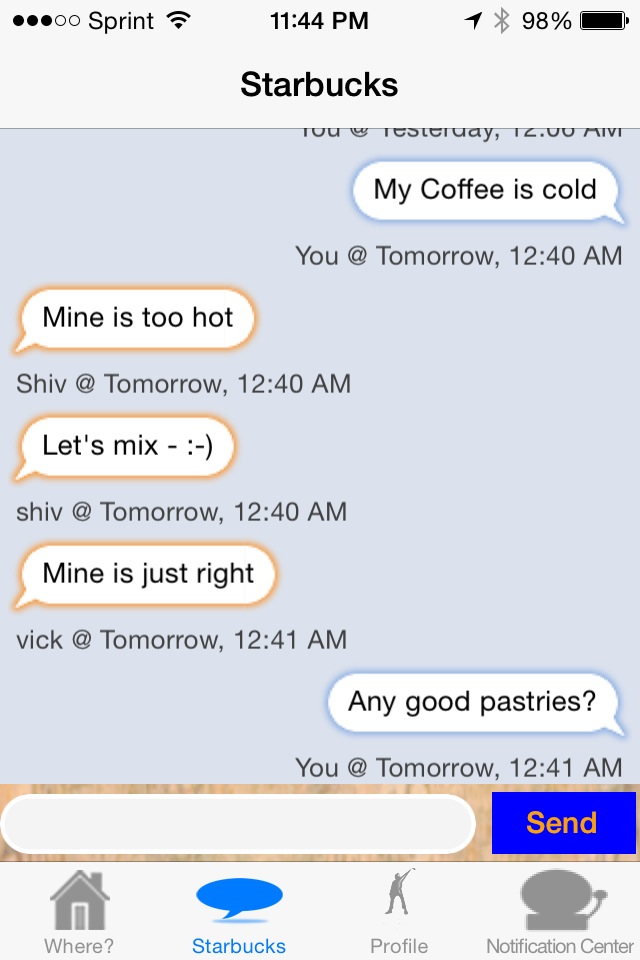 Sprint 11:44 PM 98%
Starbucks
You @ Yesterday, 12:06 AM
My Coffee is cold
You @ Tomorrow, 12:40 AM
Mine is too hot
Shiv @ Tomorrow, 12:40 AM
Let's mix - :-)
shiv @ Tomorrow, 12:40 AM
Mine is just right
vick @ Tomorrow, 12:41 AM
Any good pastries?
You @ Tomorrow, 12:41 AM
Send
Where? Starbucks Profile Notification Center